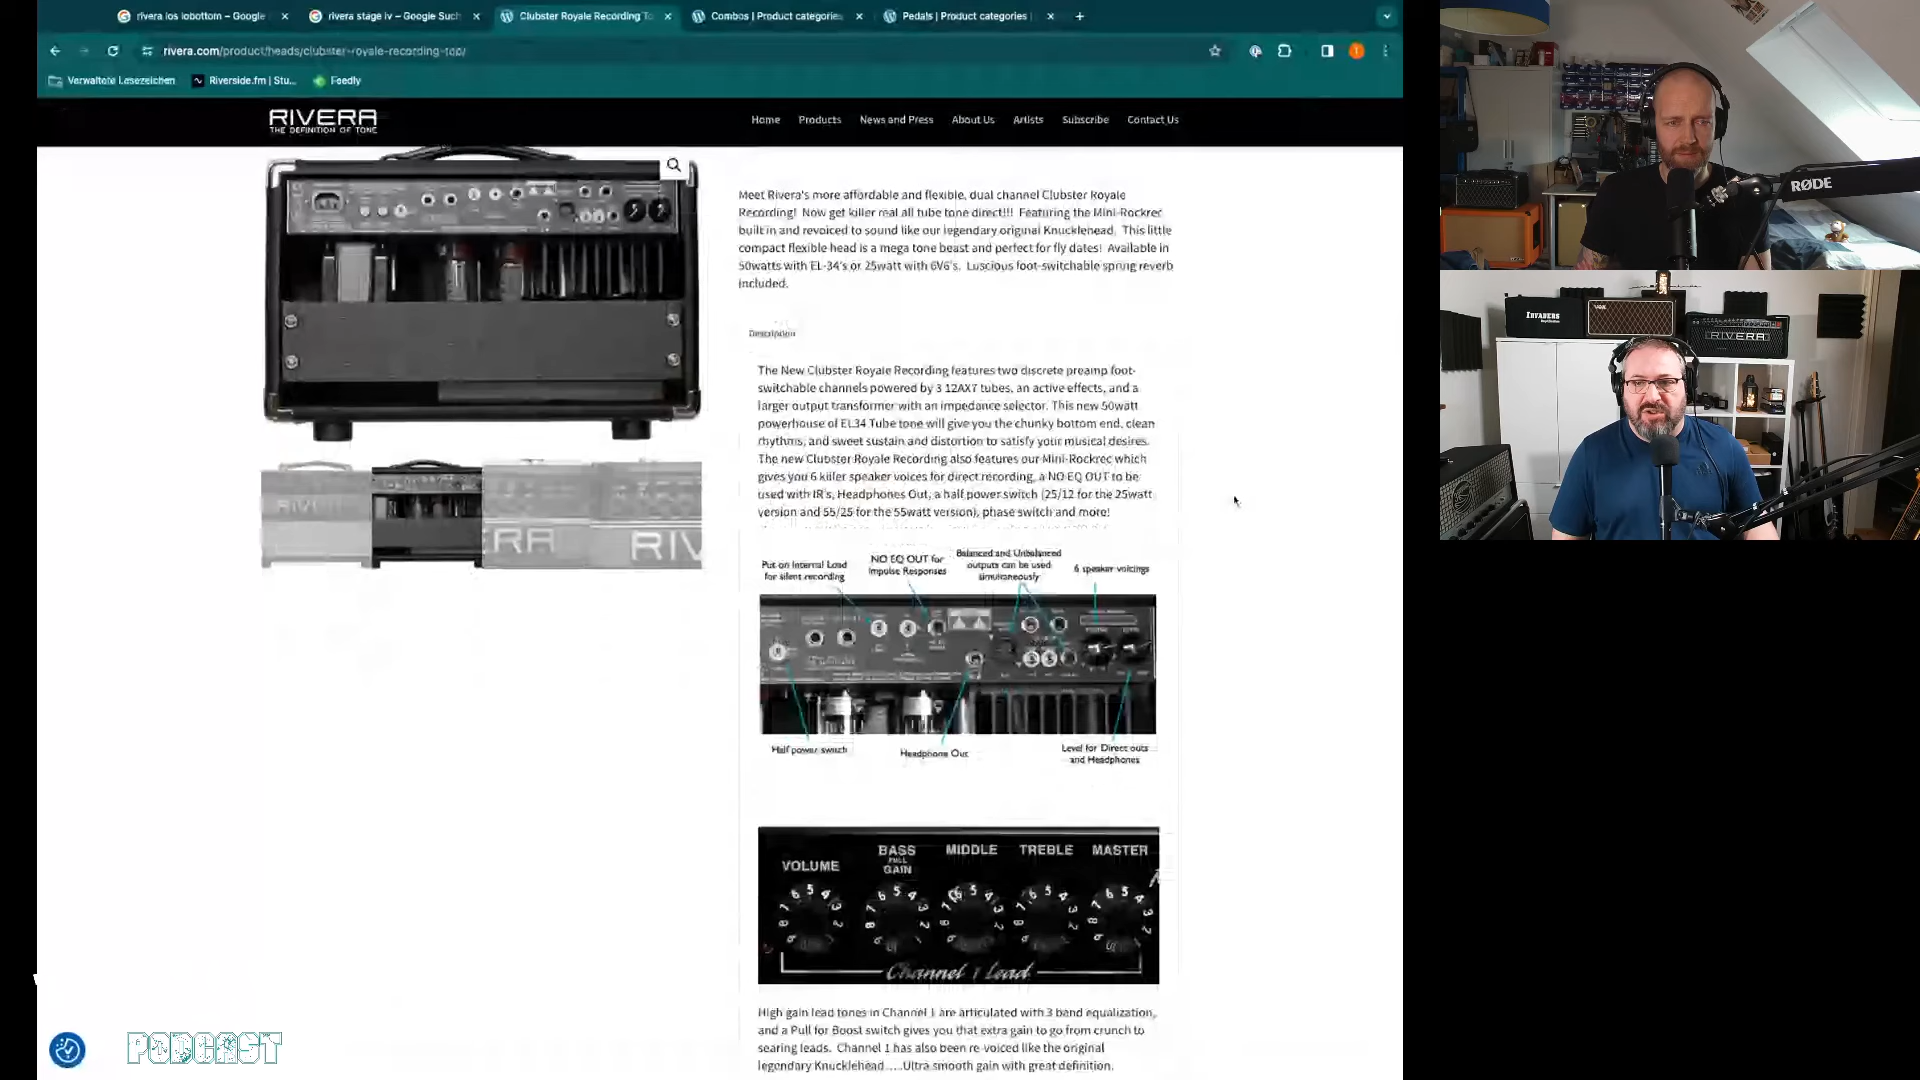 rivera los lobottom – Google
rivera stage iv – Google Such
Clubster Royale Recording To
Combos | Product categories
Pedals | Product categories
rivera.com/product/heads/clubster-royale-recording-top/
Verwaltete Lesezeichen
Riverside.fm | Stu...
Feedly
RIVERA
THE DEFINITION OF TONE
Home
Products
News and Press
About Us
Artists
Subscribe
Contact Us
Meet Rivera's more affordable and flexible, dual channel Clubster Royale
Recording! Now get killer real all tube tone direct!!! Featuring the Mini-Rockrec
built in and revoiced to sound like our legendary original Knucklehead. This little
compact flexible head is a mega tone beast and perfect for fly dates! Available in
50watts with EL-34's or 25watt with 6V6's. Luscious foot-switchable spring reverb
included.
Description
The New Clubster Royale Recording features two discrete preamp foot-
switchable channels powered by 3 12AX7 tubes, an active effects, and a
larger output transformer with an impedance selector. This new 50watt
powerhouse of EL34 Tube tone will give you the chunky bottom end, clean
rhythms, and sweet sustain and distortion to satisfy your musical desires.
The new Clubster Royale Recording also features our Mini-Rockrec which
gives you 6 killer speaker voices for direct recording, a NO EQ OUT to be
used with IR's, Headphones Out, a half power switch (25/12 for the 25watt
version and 55/25 for the 55watt version), phase switch and more!
Put on Internal Load
for silent recording
NO EQ OUT for
Impulse Responses
Balanced and Unbalanced
outputs can be used
simultaneously
6 speaker voicings
Half power switch
Headphone Out
Level for Direct outs
and Headphones
VOLUME
BASS
PULL
GAIN
MIDDLE
TREBLE
MASTER
Channel 1 Lead
High gain lead tones in Channel 1 are articulated with 3 band equalization,
and a Pull for Boost switch gives you that extra gain to go from crunch to
searing leads. Channel 1 has also been re-voiced like the original
legendary Knucklehead.....Ultra smooth gain with great definition.
PODCAST
RØDE
INVADERS
VOX
RIVERA